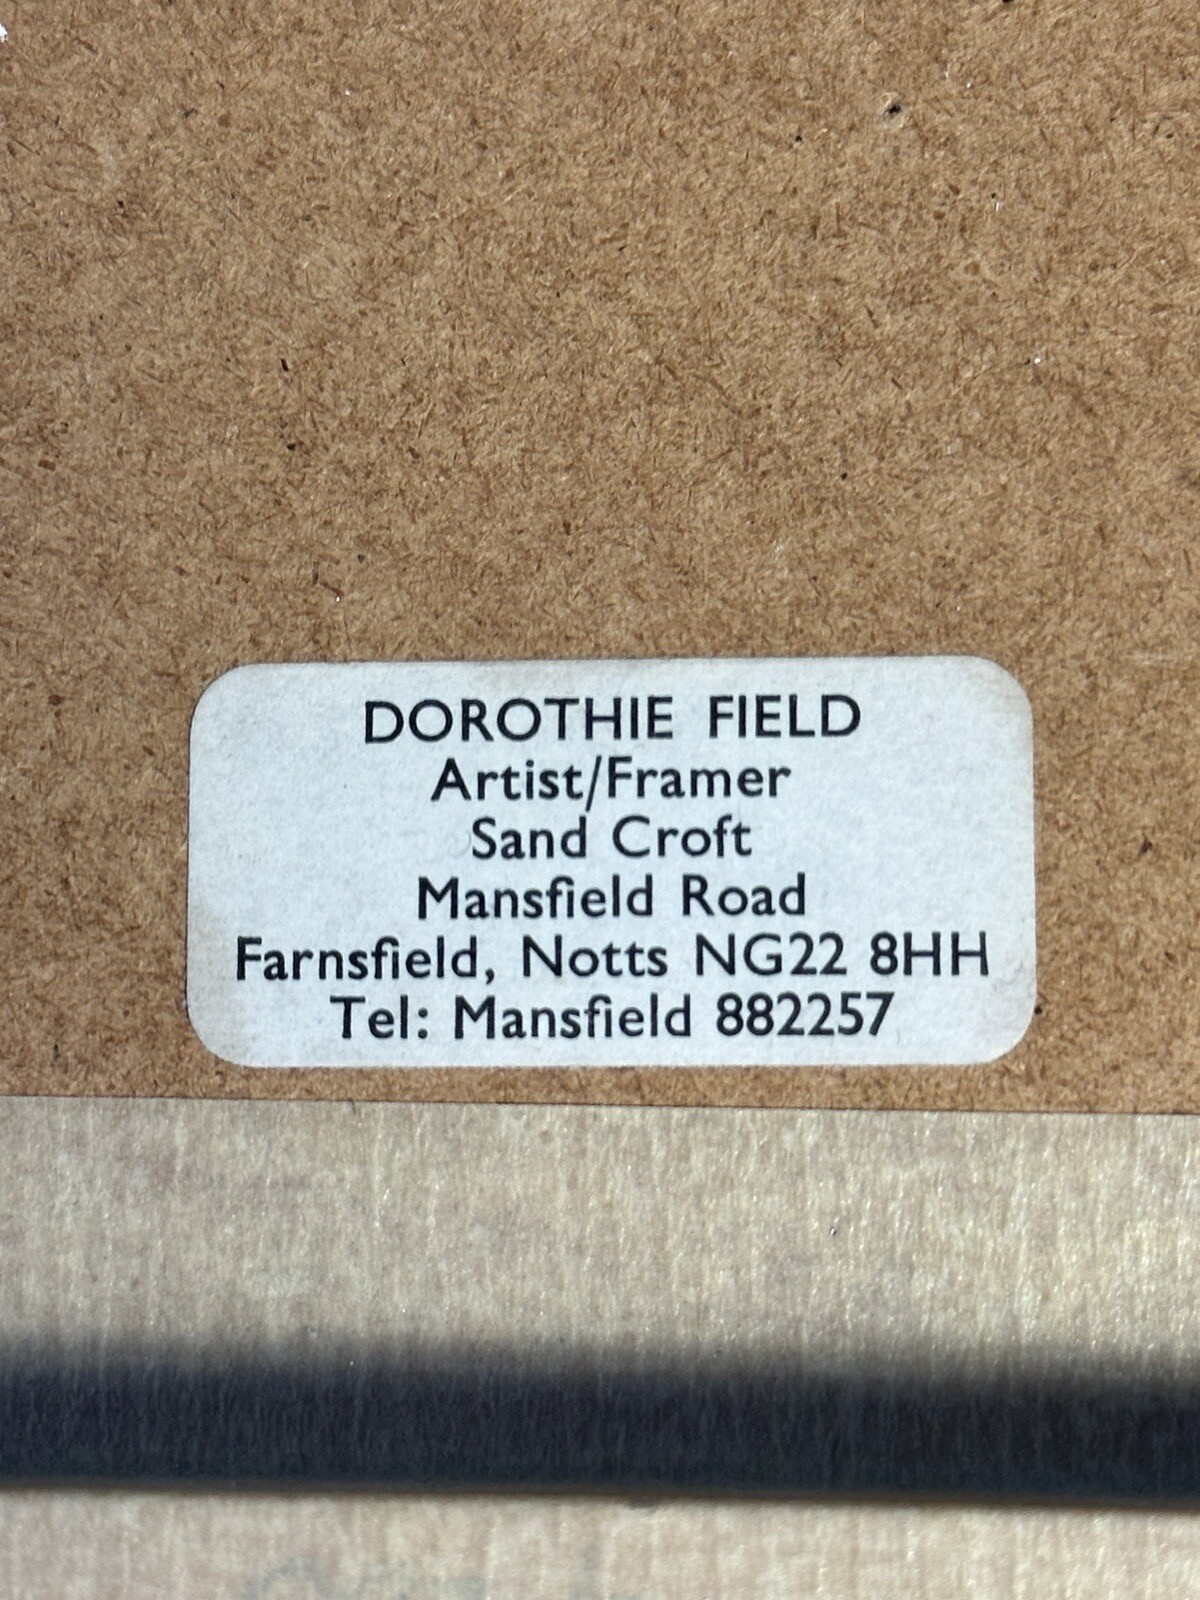 DOROTHIE FIELD
Artist/Framer
Sand Croft
Mansfield Road
Farnsfield, Notts NG22 8HH
Tel: Mansfield 882257